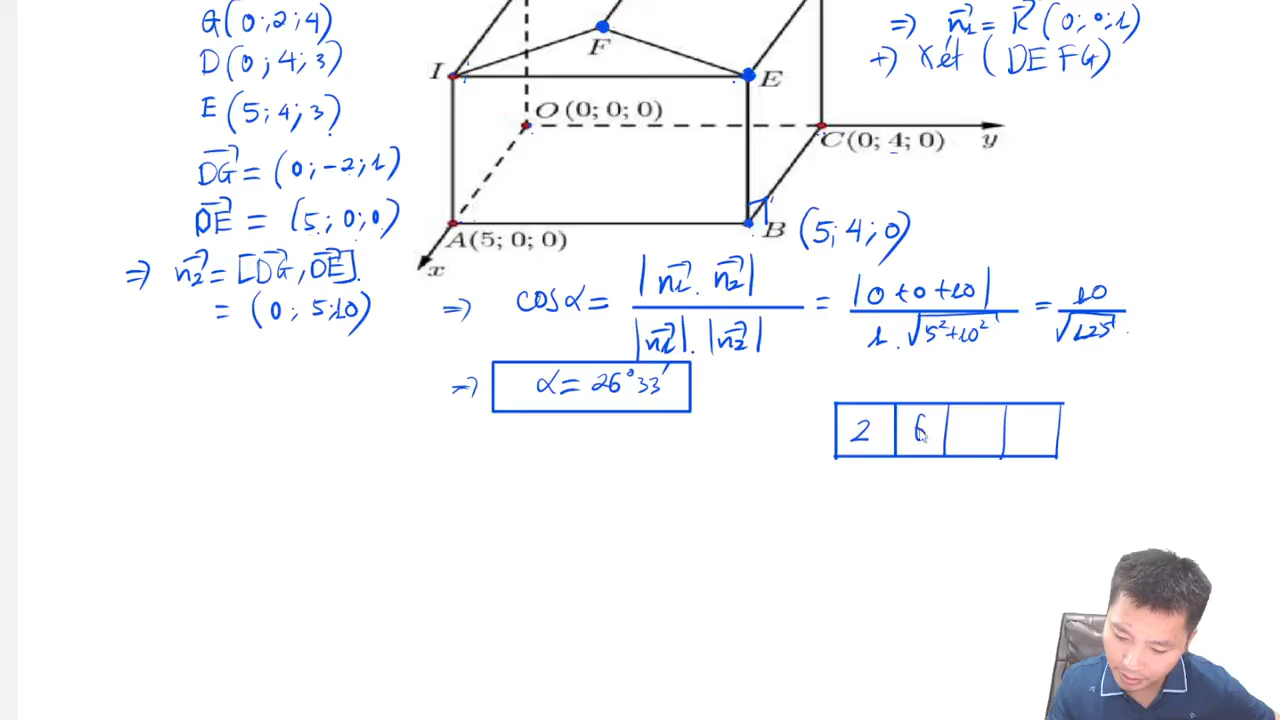 G(0;2;4)
D(0;4;3)
E(5;4;3)
DG = (0;-2;1)
DE = (5;0;0)
=> n2 = [DG, DE].
= (0; 5;10)
I
F
E
O (0; 0; 0)
C(0; 4; 0)
y
A(5; 0; 0)
x
B (5; 4; 0)
=> n1 = k (0; 0; 1)
+) Xét (DEFG)
=> cosα = |n1 . n2| / |n1| . |n2| = |0 + 0 + 10| / 1 . √5²+10² = 10 / √125 .
=> α = 26°33'
2 6